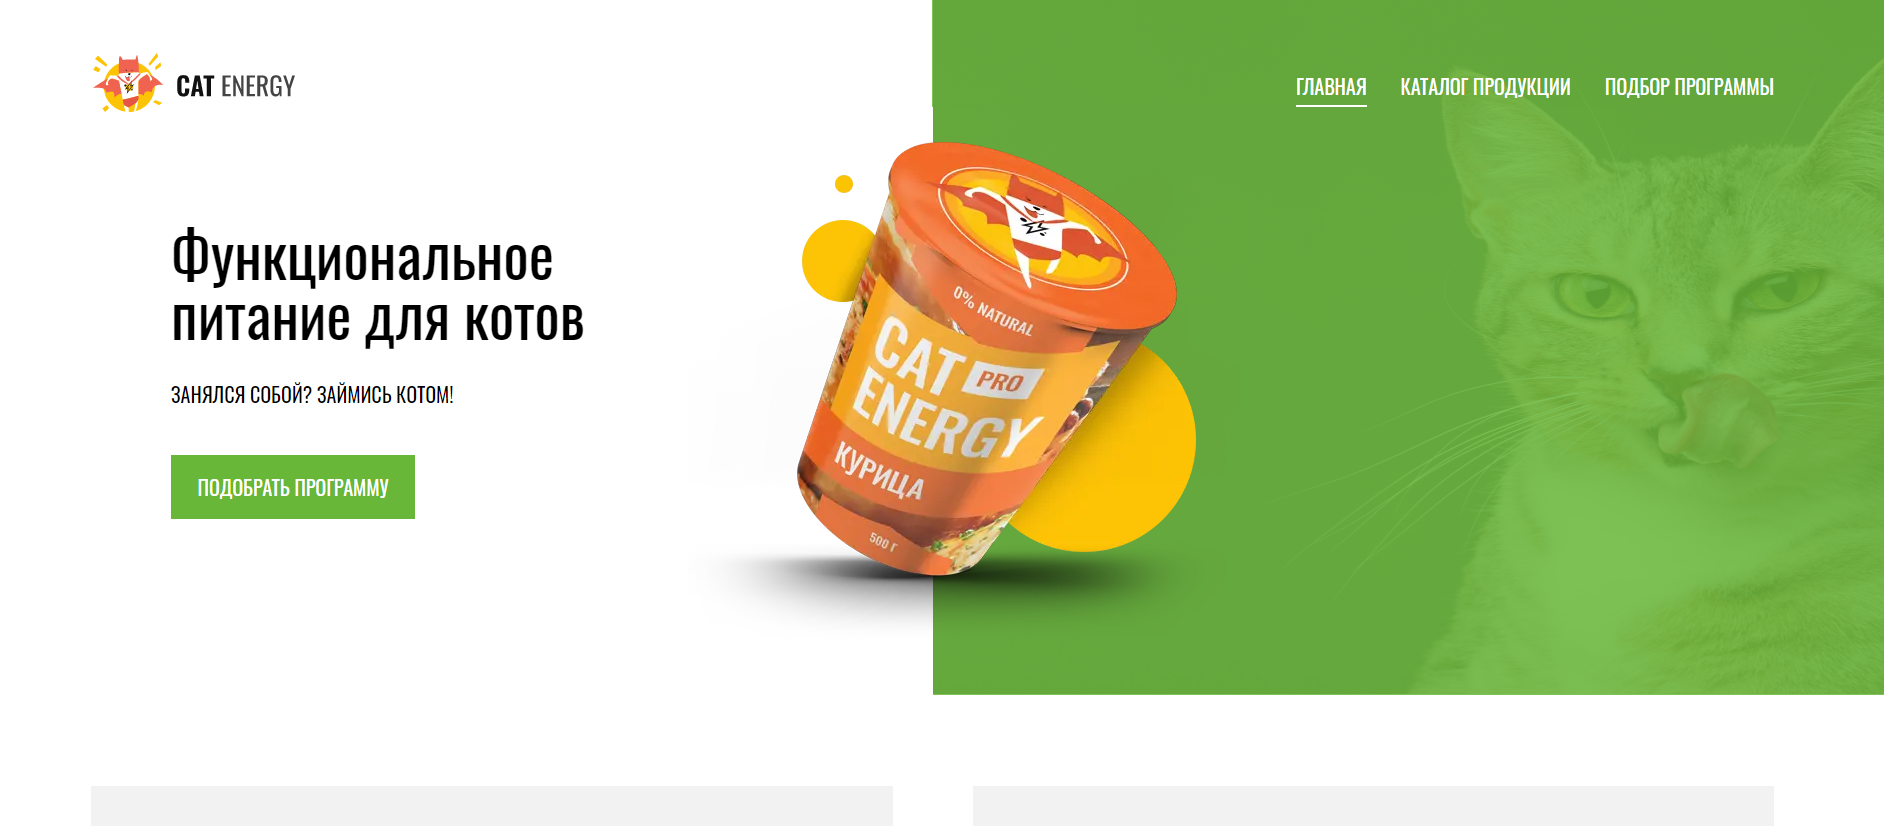 CAT ENERGY
ГЛАВНАЯ
КАТАЛОГ ПРОДУКЦИИ
ПОДБОР ПРОГРАММЫ
Функциональное
питание для котов
ЗАНЯЛСЯ СОБОЙ? ЗАЙМИСЬ КОТОМ!
ПОДОБРАТЬ ПРОГРАММУ
0% NATURAL
CAT PRO
ENERGY
КУРИЦА
500 Г